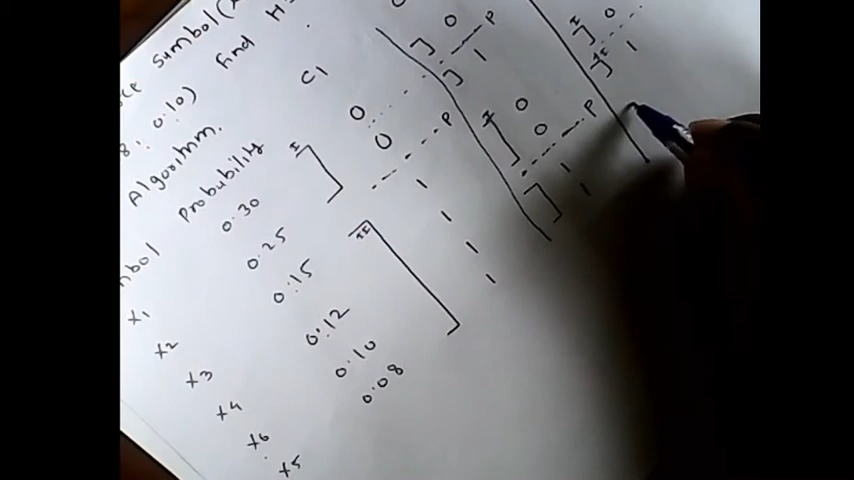 symbol(
8, 0.10) find H
Algorithm.
Probability C1
X1 0.30 I 0 0
X2 0.25 0 P 1
X3 0.15 II 1 I 0 I 0
X4 0.12 1 0 P II 1
X6 0.10 1 1
X5 0.08 1 1